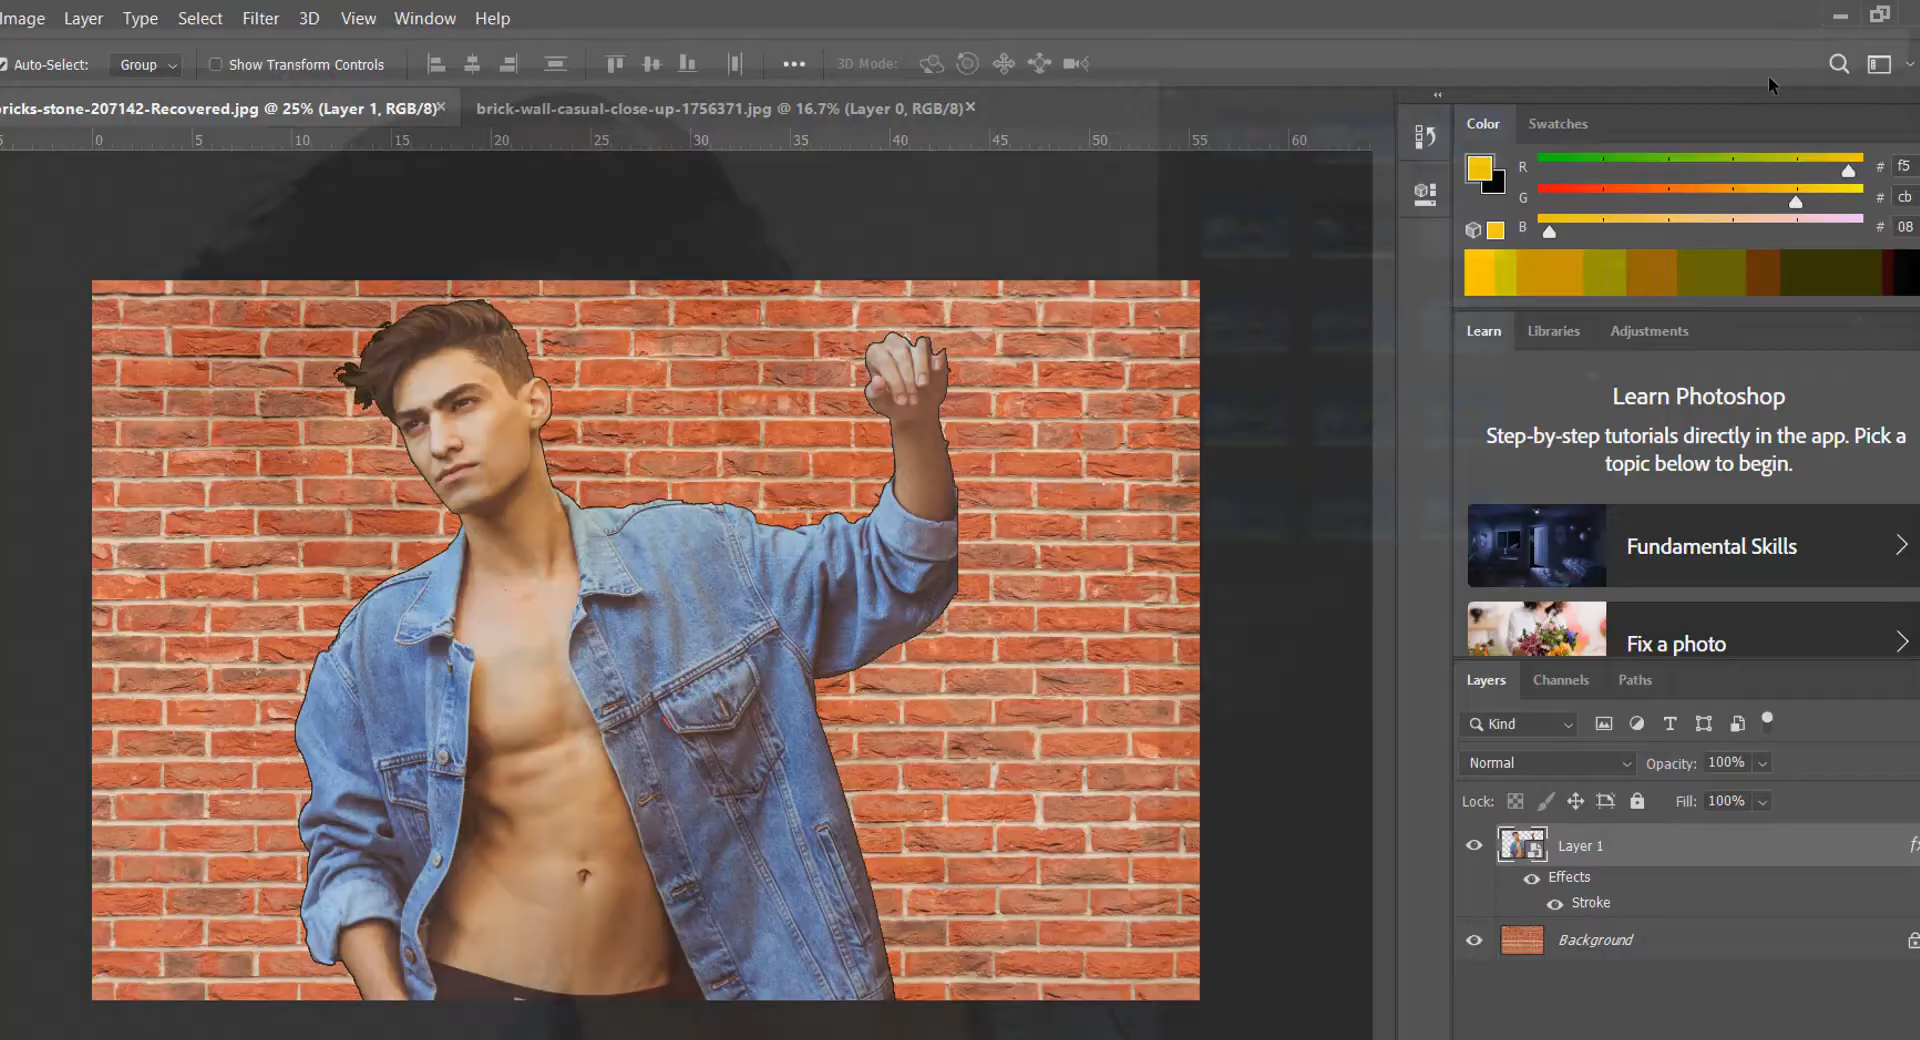 Image Layer Type Select Filter 3D View Window Help
Auto-Select: Group Show Transform Controls ••• 3D Mode:
ricks-stone-207142-Recovered.jpg @ 25% (Layer 1, RGB/8) × brick-wall-casual-close-up-1756371.jpg @ 16.7% (Layer 0, RGB/8) ×
0 5 10 15 20 25 30 35 40 45 50 55 60
Color Swatches
R # f5
G # cb
B # 08
Learn Libraries Adjustments
Learn Photoshop
Step-by-step tutorials directly in the app. Pick a
topic below to begin.
Fundamental Skills
Fix a photo
Layers Channels Paths
Kind
Normal Opacity: 100%
Lock: Fill: 100%
Layer 1 fx
Effects
Stroke
Background